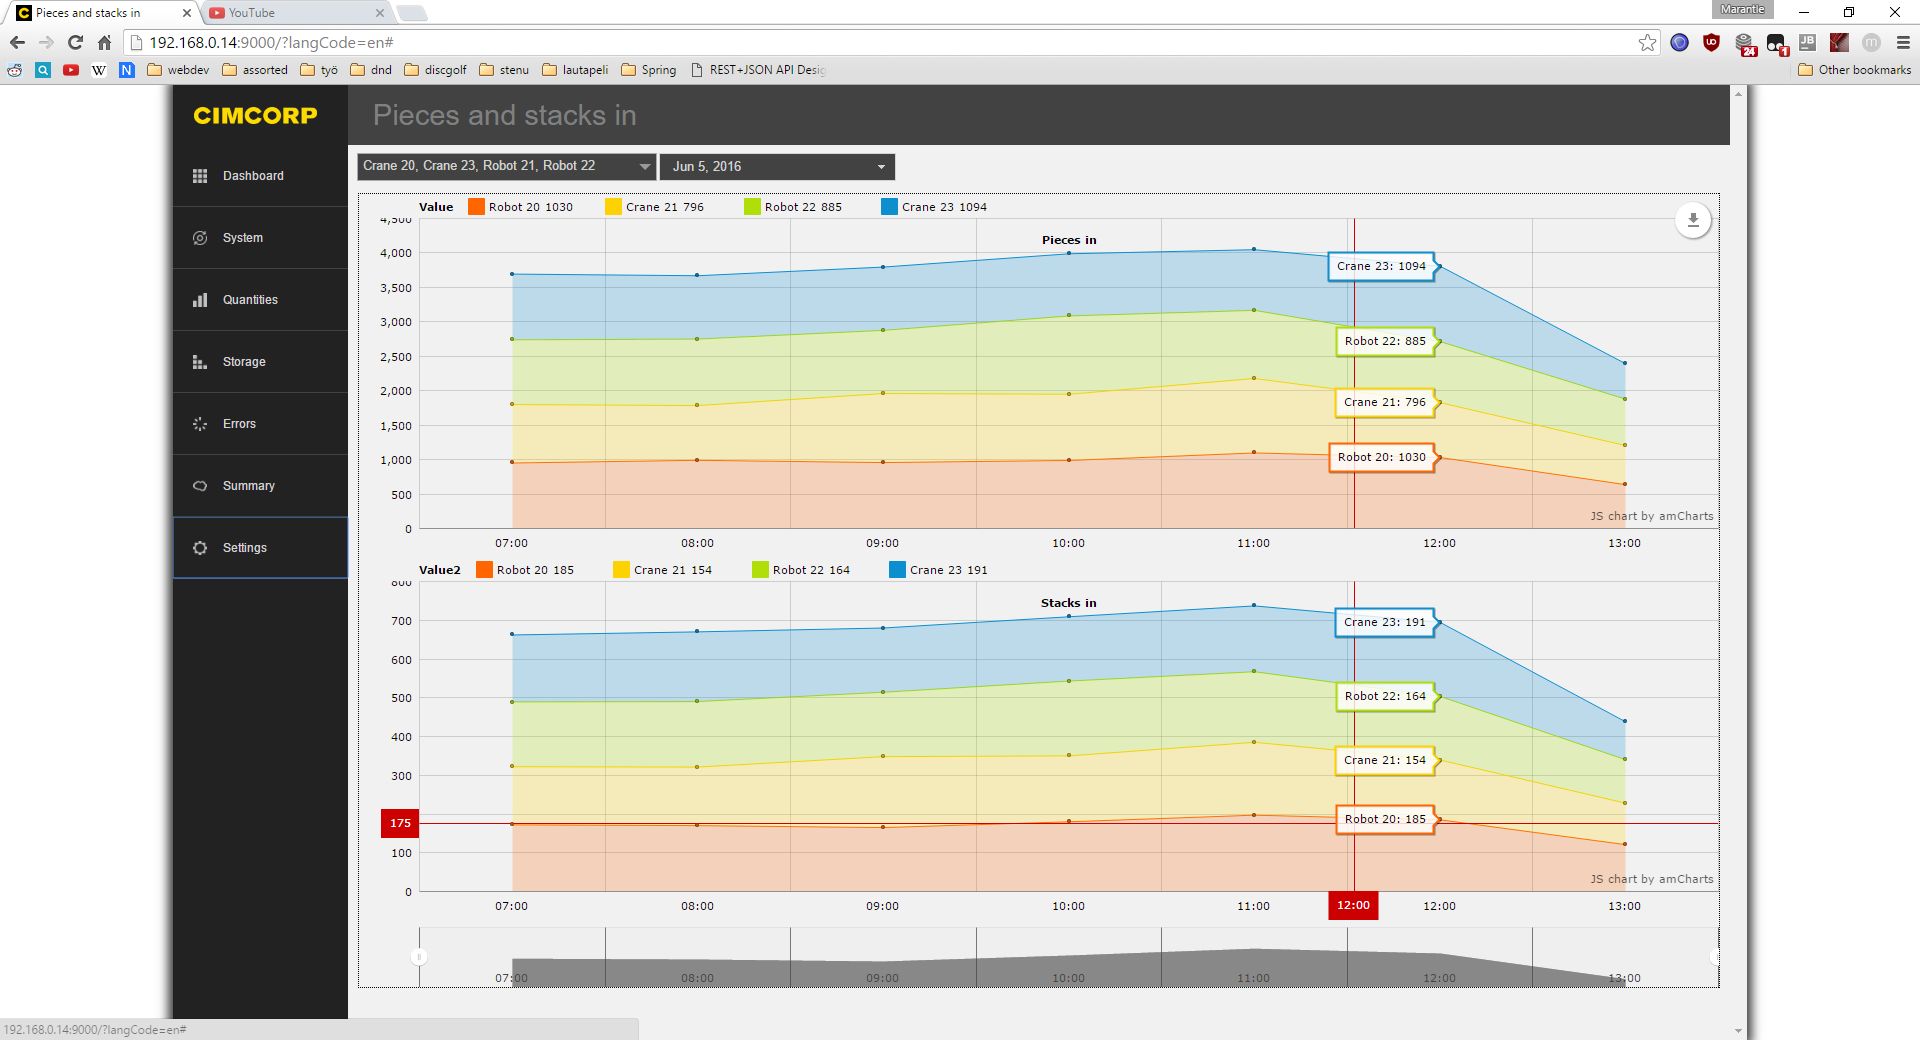 Pieces and stacks in
YouTube
Marantle
192.168.0.14:9000/?langCode=en#
webdev assorted työ dnd discgolf stenu lautapeli Spring REST+JSON API Desig Other bookmarks
24
1
JB
m
CIMCORP
Pieces and stacks in
Dashboard
System
Quantities
Storage
Errors
Summary
Settings
Crane 20, Crane 23, Robot 21, Robot 22
Jun 5, 2016
Value Robot 20 1030 Crane 21 796 Robot 22 885 Crane 23 1094
Pieces in
4,500
4,000
3,500
3,000
2,500
2,000
1,500
1,000
500
0
Crane 23: 1094
Robot 22: 885
Crane 21: 796
Robot 20: 1030
JS chart by amCharts
07:00 08:00 09:00 10:00 11:00 12:00 13:00
Value2 Robot 20 185 Crane 21 154 Robot 22 164 Crane 23 191
Stacks in
800
700
600
500
400
300
175
100
0
Crane 23: 191
Robot 22: 164
Crane 21: 154
Robot 20: 185
JS chart by amCharts
07:00 08:00 09:00 10:00 11:00 12:00 12:00 13:00
07:00 08:00 09:00 10:00 11:00 12:00 13:00
192.168.0.14:9000/?langCode=en#